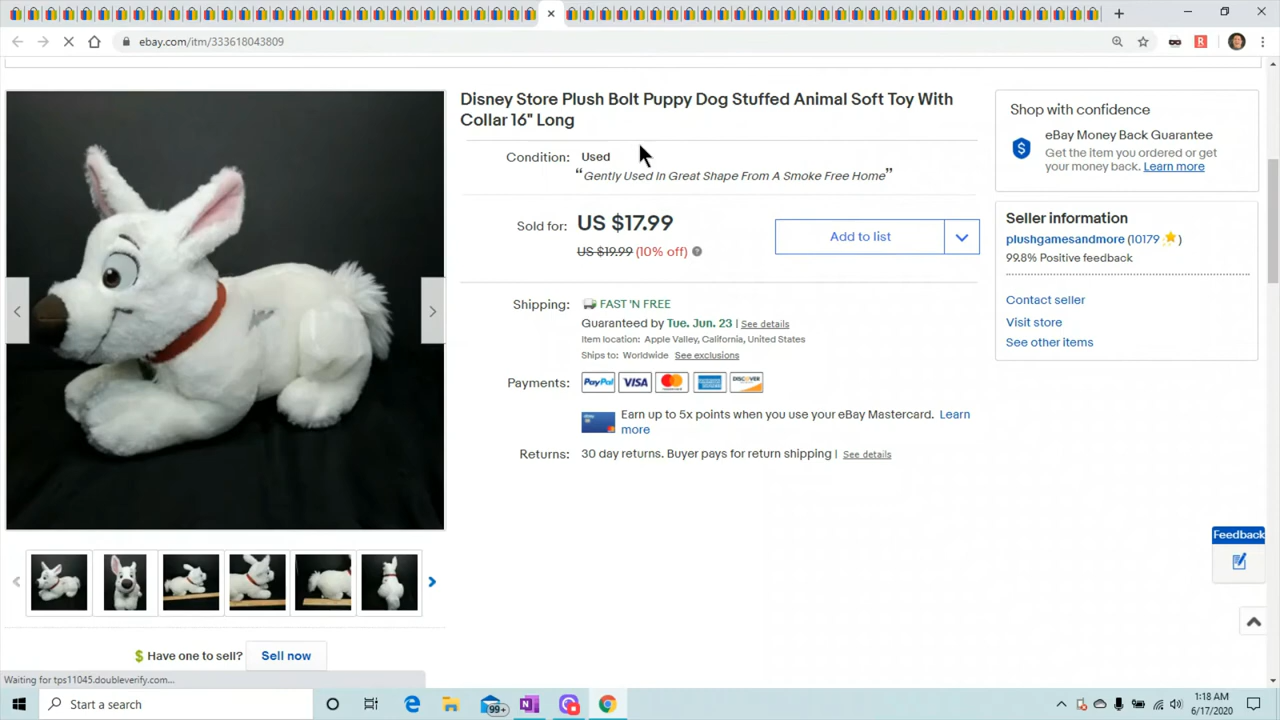 ebay.com/itm/333618043809
Disney Store Plush Bolt Puppy Dog Stuffed Animal Soft Toy With
Collar 16" Long
Condition: Used
“Gently Used In Great Shape From A Smoke Free Home”
Sold for: US $17.99
US $19.99 (10% off)
Add to list
Shipping: FAST 'N FREE
Guaranteed by Tue. Jun. 23 | See details
Item location: Apple Valley, California, United States
Ships to: Worldwide See exclusions
Payments: PayPal VISA
Earn up to 5x points when you use your eBay Mastercard. Learn
more
Returns: 30 day returns. Buyer pays for return shipping | See details
Shop with confidence
eBay Money Back Guarantee
Get the item you ordered or get
your money back. Learn more
Seller information
plushgamesandmore (10179 )
99.8% Positive feedback
Contact seller
Visit store
See other items
Feedback
Have one to sell? Sell now
Waiting for tps11045.doubleverify.com...
Start a search
99+
1:18 AM
6/17/2020